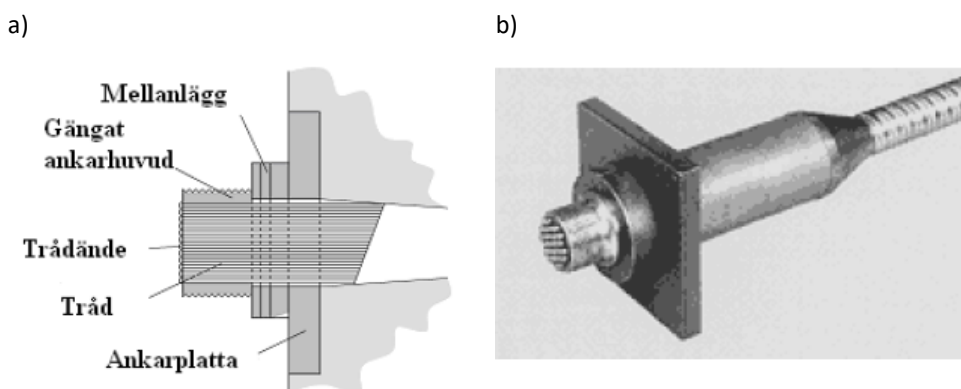 a)
b)
Mellanlägg
Gängat
ankarhuvud
Trådände
Tråd
Ankarplatta